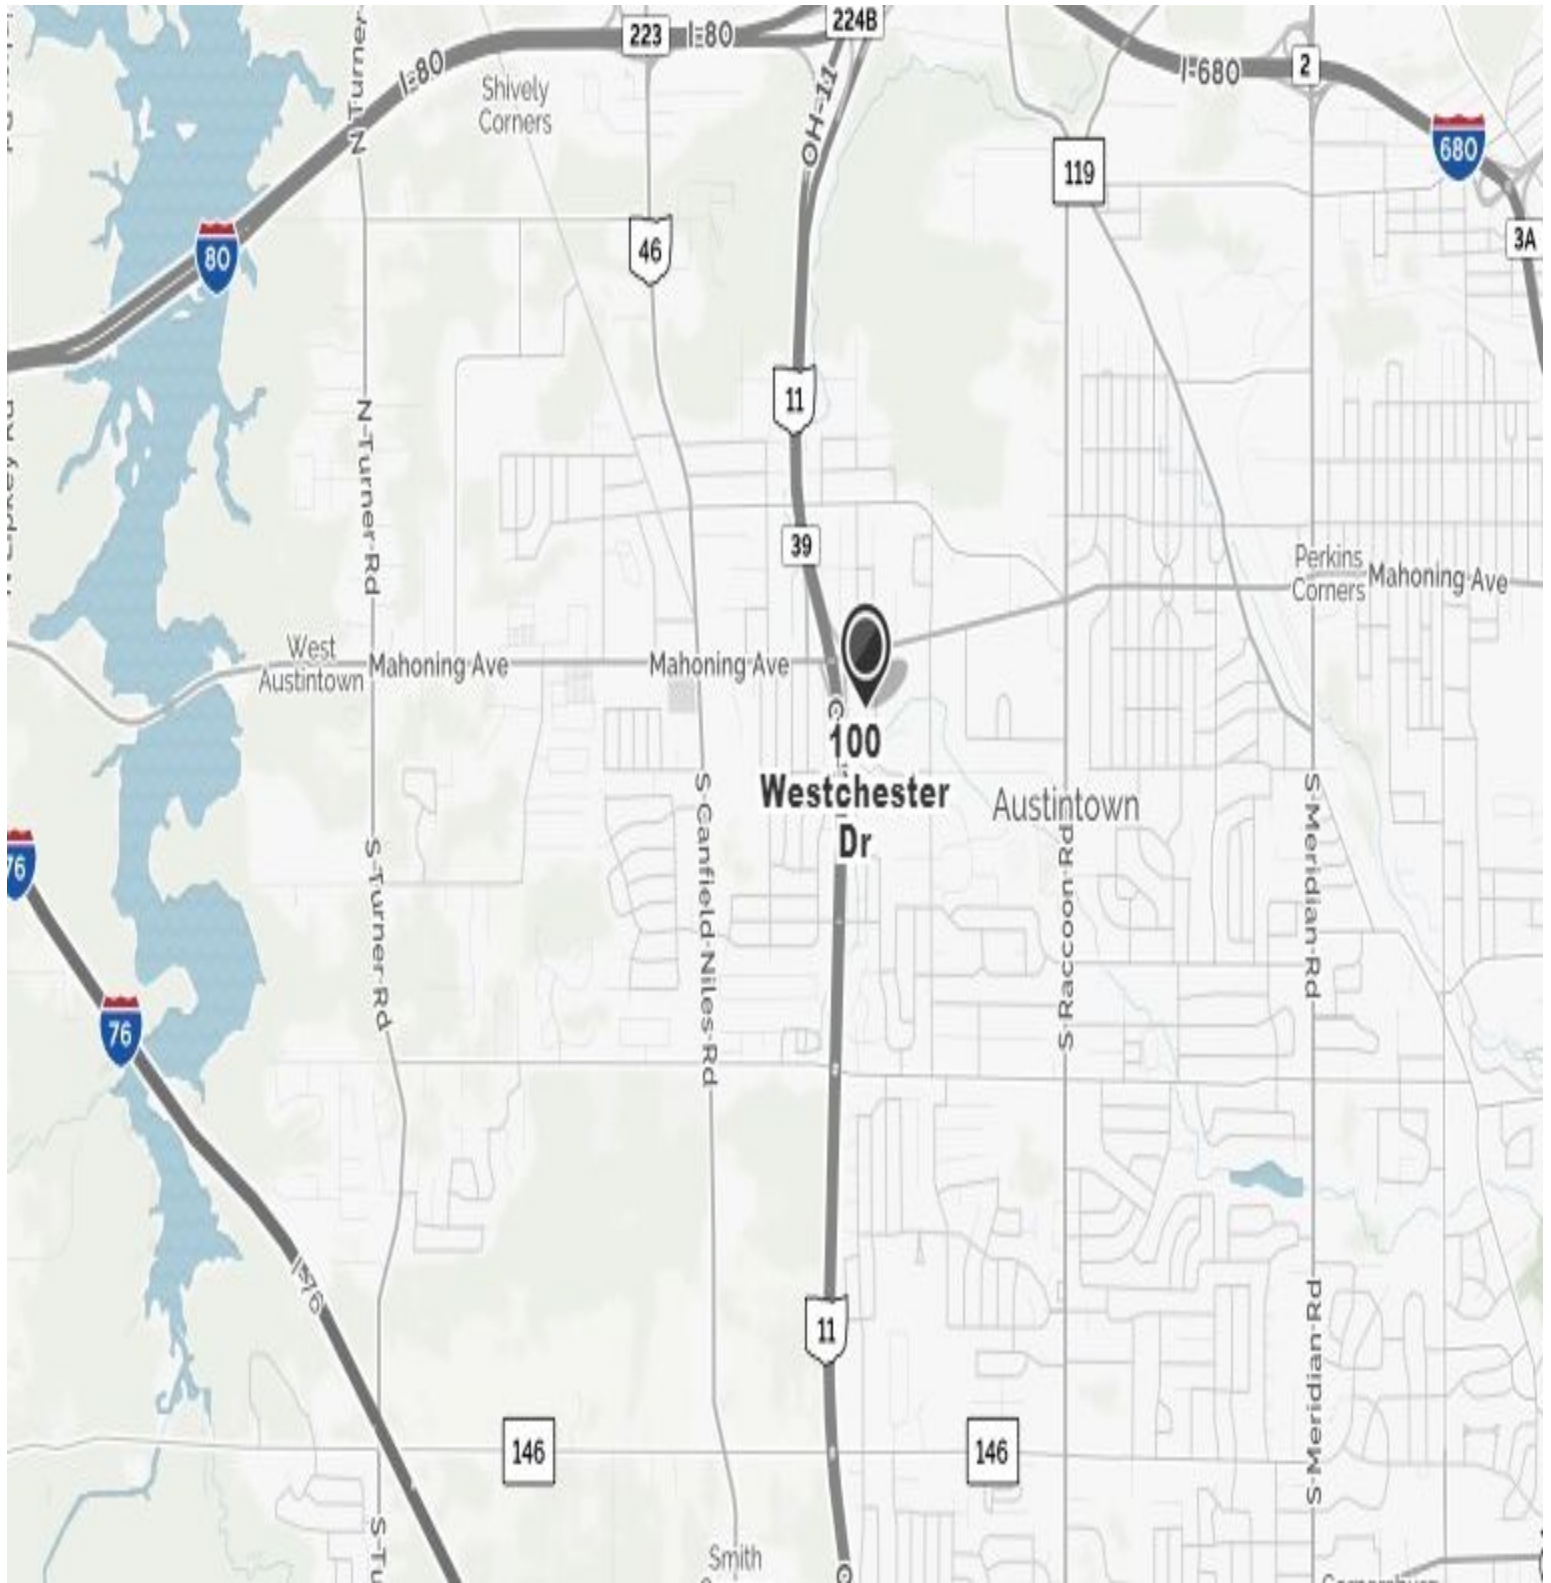 224B
223
I-80
I-80
I-680
2
N-Turner-
Shively
Corners
OH-11
680
119
3A
46
80
11
N-Turner-Rd
39
Perkins
Corners
Mahoning Ave
West
Austintown
Mahoning Ave
Mahoning Ave
100
Westchester
Dr
Austintown
S-Canfield-Niles-Rd
S-Meridian-Rd
76
S-Turner-Rd
S-Raccoon-Rd
76
I-76
11
S-Meridian-Rd
146
146
Smith